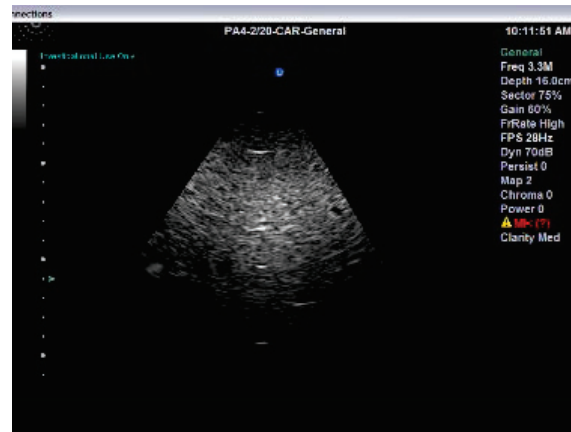 nnections
PA4-2/20-CAR-General
10:11:51 AM
General
Freq 3.3M
Depth 16.0cm
Sector 75%
Gain 60%
FrRate High
FPS 28Hz
Dyn 70dB
Persist 0
Map 2
Chroma 0
Power 0
Clarity Med